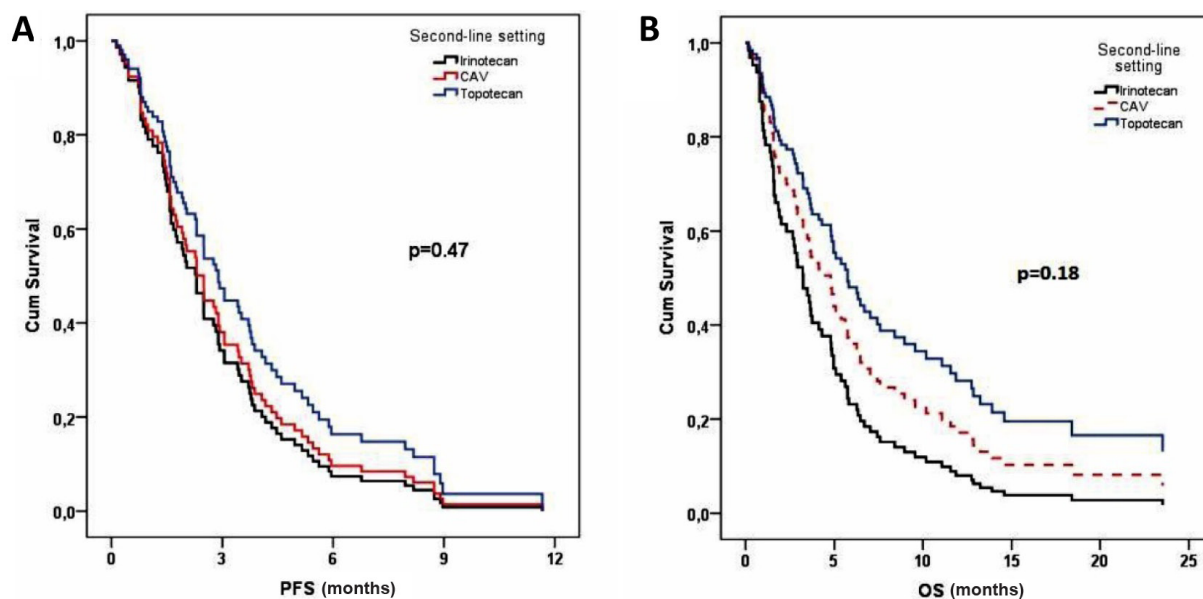 A
Second-line setting
Irinotecan
CAV
Topotecan
1,0
0,8
0,6
0,4
0,2
0,0
Cum Survival
p=0.47
0 3 6 9 12
PFS (months)
B
Second-line
setting
Irinotecan
CAV
Topotecan
1,0
0,8
0,6
0,4
0,2
0,0
Cum Survival
p=0.18
0 5 10 15 20 25
OS (months)